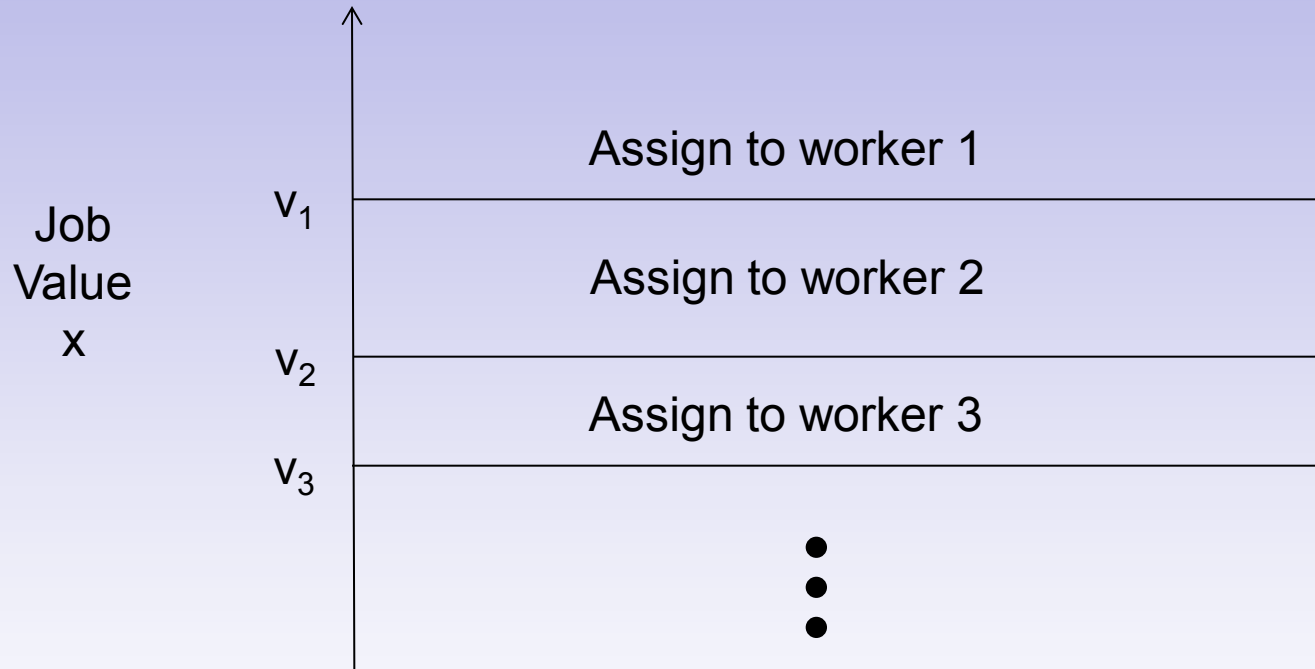 Assign to worker 1
v₁
Job
Value
x
Assign to worker 2
v₂
Assign to worker 3
v₃